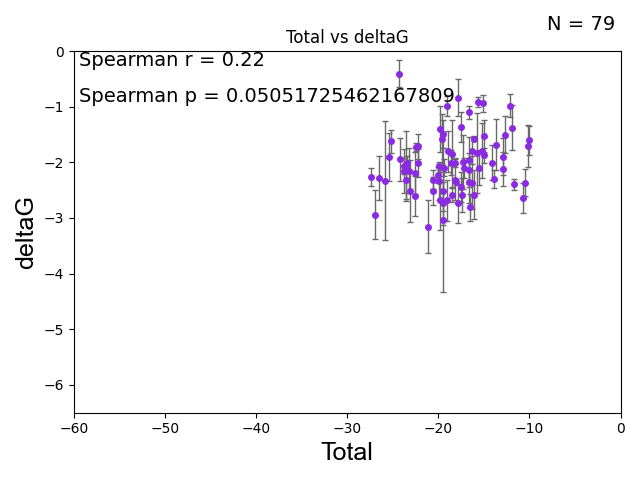 N = 79
Total vs deltaG
Spearman r = 0.22
Spearman p = 0.05051725462167809
0
−1
−2
−3
−4
−5
−6
deltaG
−60
−50
−40
−30
−20
−10
0
Total